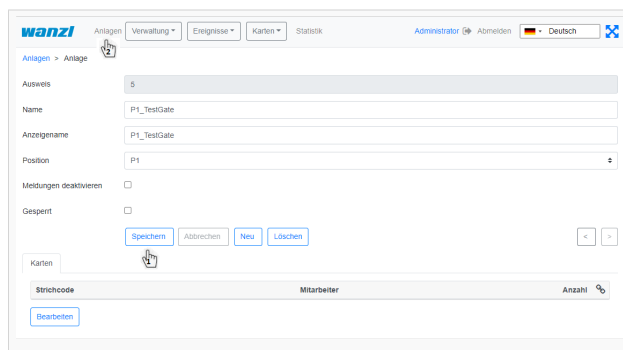 wanzl Anlagen Verwaltung Ereignisse Karten Statistik Administrator Abmelden Deutsch
2
Anlagen > Anlage
Ausweis 5
Name P1_TestGate
Anzeigename P1_TestGate
Position P1
Meldungen deaktivieren
Gesperrt
Speichern Abbrechen Neu Löschen < >
1
Karten
Strichcode Mitarbeiter Anzahl
Bearbeiten